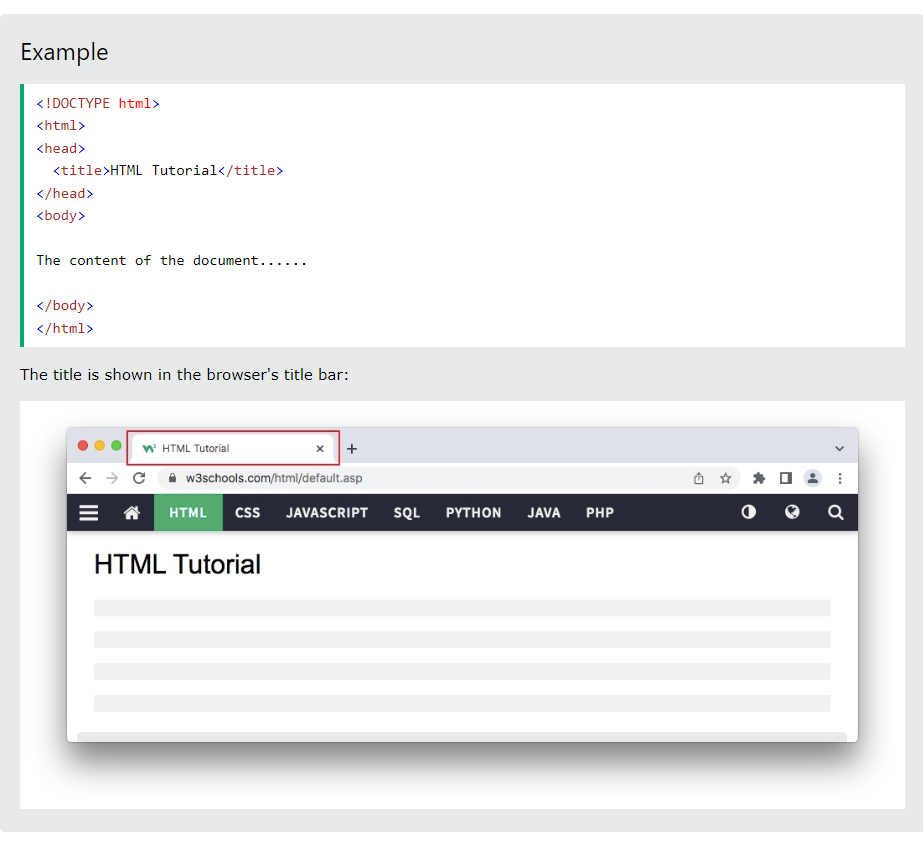 Example
<!DOCTYPE html>
<html>
<head>
  <title>HTML Tutorial</title>
</head>
<body>
The content of the document......
</body>
</html>
The title is shown in the browser's title bar:
HTML Tutorial
w3schools.com/html/default.asp
HTML CSS JAVASCRIPT SQL PYTHON JAVA PHP
HTML Tutorial